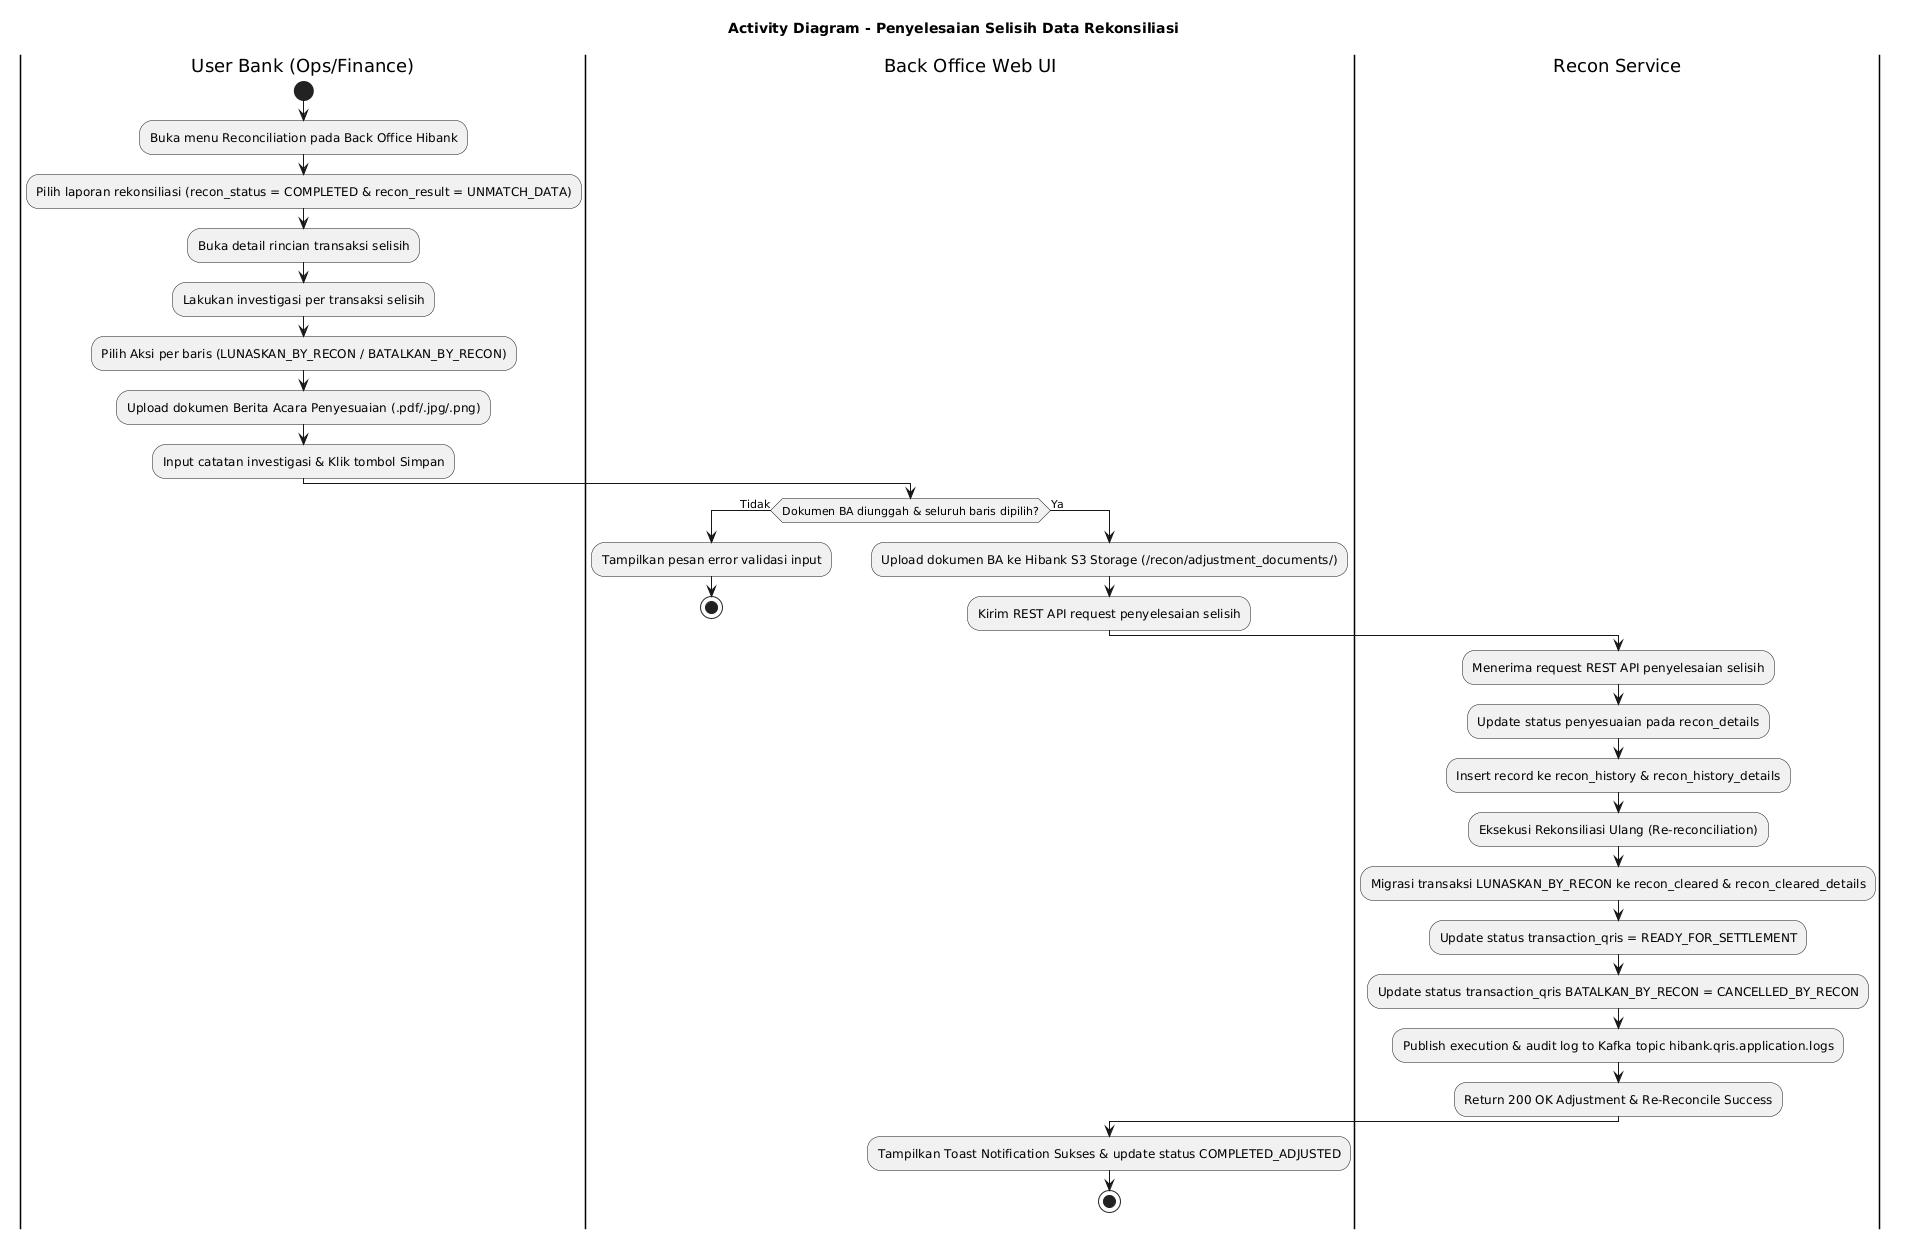 Activity Diagram - Penyelesaian Selisih Data Rekonsiliasi
User Bank (Ops/Finance)
Back Office Web UI
Recon Service
Buka menu Reconciliation pada Back Office Hibank
Pilih laporan rekonsiliasi (recon_status = COMPLETED & recon_result = UNMATCH_DATA)
Buka detail rincian transaksi selisih
Lakukan investigasi per transaksi selisih
Pilih Aksi per baris (LUNASKAN_BY_RECON / BATALKAN_BY_RECON)
Upload dokumen Berita Acara Penyesuaian (.pdf/.jpg/.png)
Input catatan investigasi & Klik tombol Simpan
Tidak
Dokumen BA diunggah & seluruh baris dipilih?
Ya
Tampilkan pesan error validasi input
Upload dokumen BA ke Hibank S3 Storage (/recon/adjustment_documents/)
Kirim REST API request penyelesaian selisih
Menerima request REST API penyelesaian selisih
Update status penyesuaian pada recon_details
Insert record ke recon_history & recon_history_details
Eksekusi Rekonsiliasi Ulang (Re-reconciliation)
Migrasi transaksi LUNASKAN_BY_RECON ke recon_cleared & recon_cleared_details
Update status transaction_qris = READY_FOR_SETTLEMENT
Update status transaction_qris BATALKAN_BY_RECON = CANCELLED_BY_RECON
Publish execution & audit log to Kafka topic hibank.qris.application.logs
Return 200 OK Adjustment & Re-Reconcile Success
Tampilkan Toast Notification Sukses & update status COMPLETED_ADJUSTED